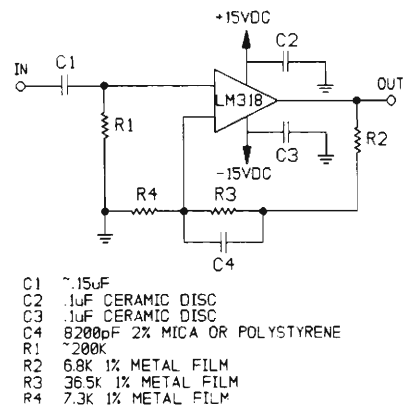 +15VDC
C1
C2
IN
OUT
LM318
R1
C3
R2
-15VDC
R4
R3
C4
C1 ~.15uF
C2 .1uF CERAMIC DISC
C3 .1uF CERAMIC DISC
C4 8200pF 2% MICA OR POLYSTYRENE
R1 ~200K
R2 6.8K 1% METAL FILM
R3 36.5K 1% METAL FILM
R4 7.3K 1% METAL FILM